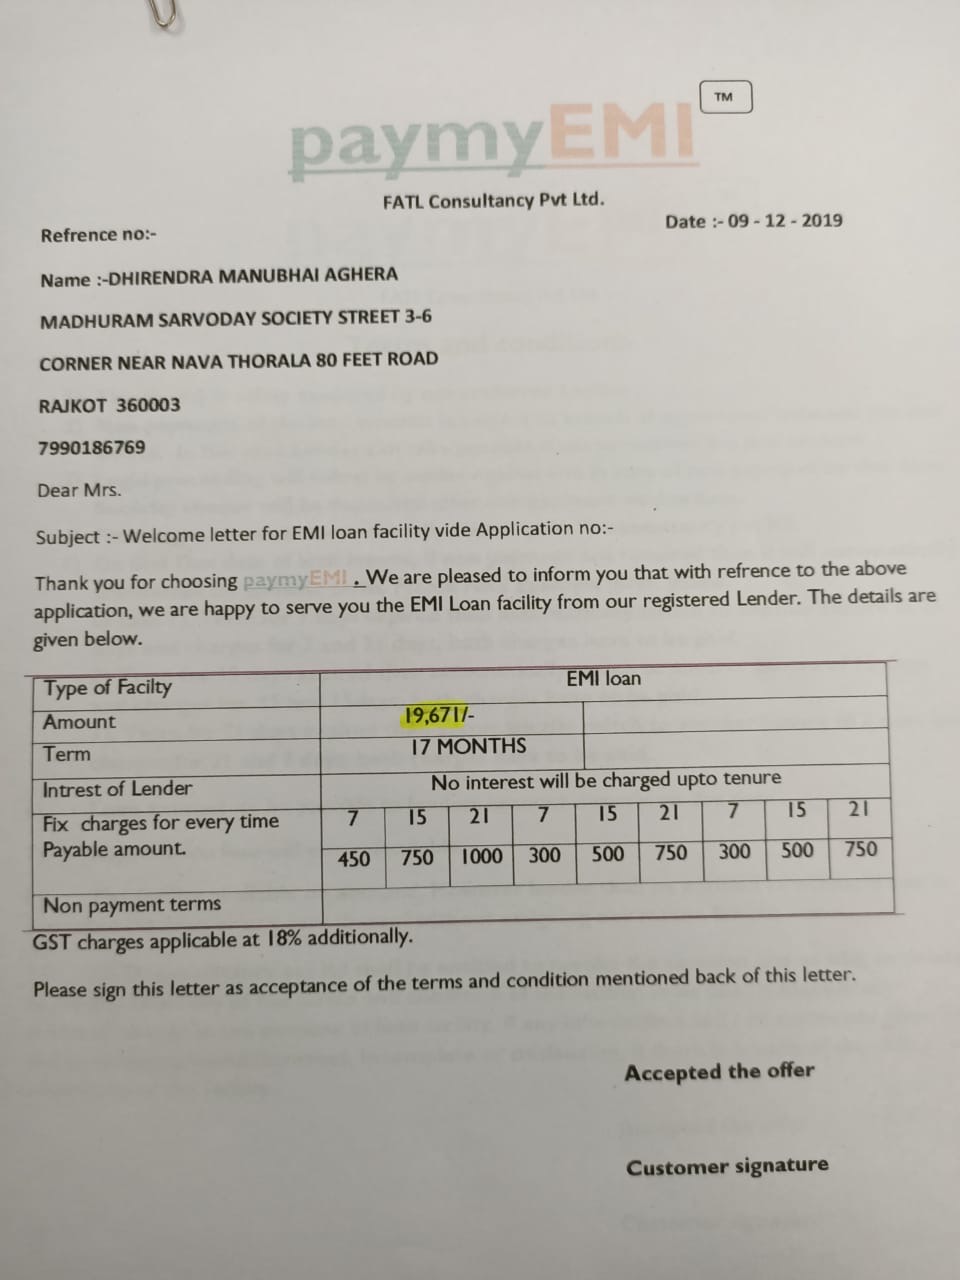 TM
paymyEMI
FATL Consultancy Pvt Ltd.
Date :- 09 - 12 - 2019
Refrence no:-
Name :-DHIRENDRA MANUBHAI AGHERA
MADHURAM SARVODAY SOCIETY STREET 3-6
CORNER NEAR NAVA THORALA 80 FEET ROAD
RAJKOT 360003
7990186769
Dear Mrs.
Subject :- Welcome letter for EMI loan facility vide Application no:-
Thank you for choosing paymyEMI . We are pleased to inform you that with refrence to the above
application, we are happy to serve you the EMI Loan facility from our registered Lender. The details are
given below.
Type of Facilty EMI loan
Amount 19,671/-
Term 17 MONTHS
Intrest of Lender No interest will be charged upto tenure
Fix charges for every time 7 15 21 7 15 21 7 15 21
Payable amount. 450 750 1000 300 500 750 300 500 750
Non payment terms
GST charges applicable at 18% additionally.
Please sign this letter as acceptance of the terms and condition mentioned back of this letter.
Accepted the offer
Customer signature